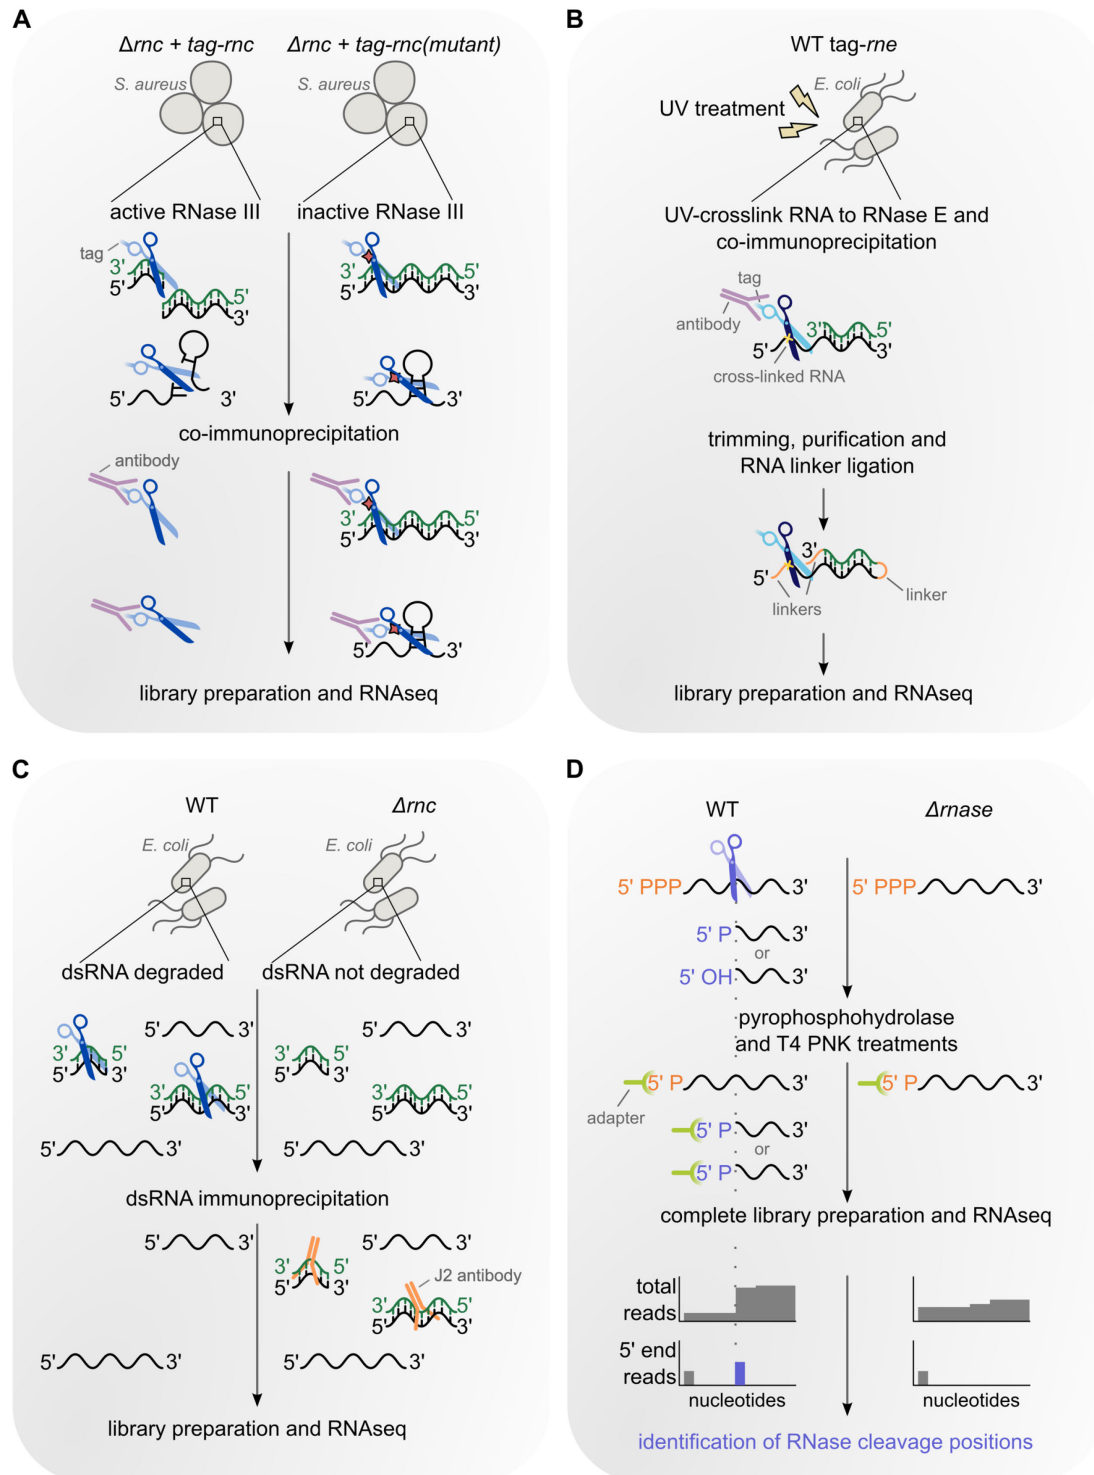 A
Δrnc + tag-rnc
Δrnc + tag-rnc(mutant)
S. aureus
S. aureus
active RNase III
inactive RNase III
tag
3'
5'
5'
3'
3'
5'
5'
3'
5'
3'
5'
3'
co-immunoprecipitation
antibody
3'
5'
5'
3'
5'
3'
library preparation and RNAseq
B
WT tag-rne
E. coli
UV treatment
UV-crosslink RNA to RNase E and
co-immunoprecipitation
tag
antibody
3'
5'
5'
3'
cross-linked RNA
trimming, purification and
RNA linker ligation
3'
5'
linkers
linker
library preparation and RNAseq
C
WT
Δrnc
E. coli
E. coli
dsRNA degraded
dsRNA not degraded
5'
3'
5'
3'
3'
5'
5'
3'
3'
5'
5'
3'
3'
5'
5'
3'
3'
5'
5'
3'
5'
3'
5'
3'
dsRNA immunoprecipitation
5'
3'
5'
3'
3'
5'
5'
3'
J2 antibody
3'
5'
5'
3'
5'
3'
5'
3'
library preparation and RNAseq
D
WT
Δrnase
5' PPP
3'
5' PPP
3'
5' P
3'
or
5' OH
3'
pyrophosphohydrolase
and T4 PNK treatments
5' P
3'
5' P
3'
adapter
5' P
3'
or
5' P
3'
complete library preparation and RNAseq
total
reads
5' end
reads
nucleotides
nucleotides
identification of RNase cleavage positions